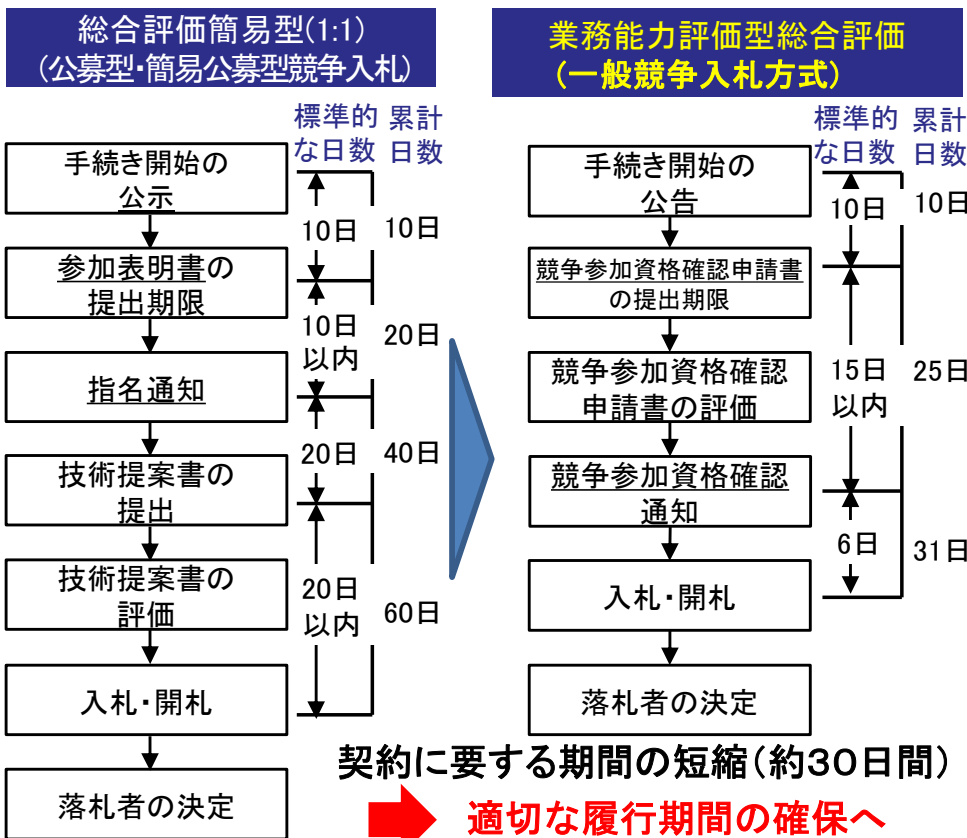 総合評価簡易型(1:1)
(公募型・簡易公募型競争入札)
標準的
な日数
累計
日数
手続き開始の
公示
10日
10日
参加表明書の
提出期限
10日
以内
20日
指名通知
20日
40日
技術提案書の
提出
技術提案書の
評価
20日
以内
60日
入札・開札
落札者の決定
業務能力評価型総合評価
(一般競争入札方式)
標準的
な日数
累計
日数
手続き開始の
公告
10日
10日
競争参加資格確認申請書
の提出期限
競争参加資格確認
申請書の評価
15日
以内
25日
競争参加資格確認
通知
6日
31日
入札・開札
落札者の決定
契約に要する期間の短縮(約30日間)
適切な履行期間の確保へ